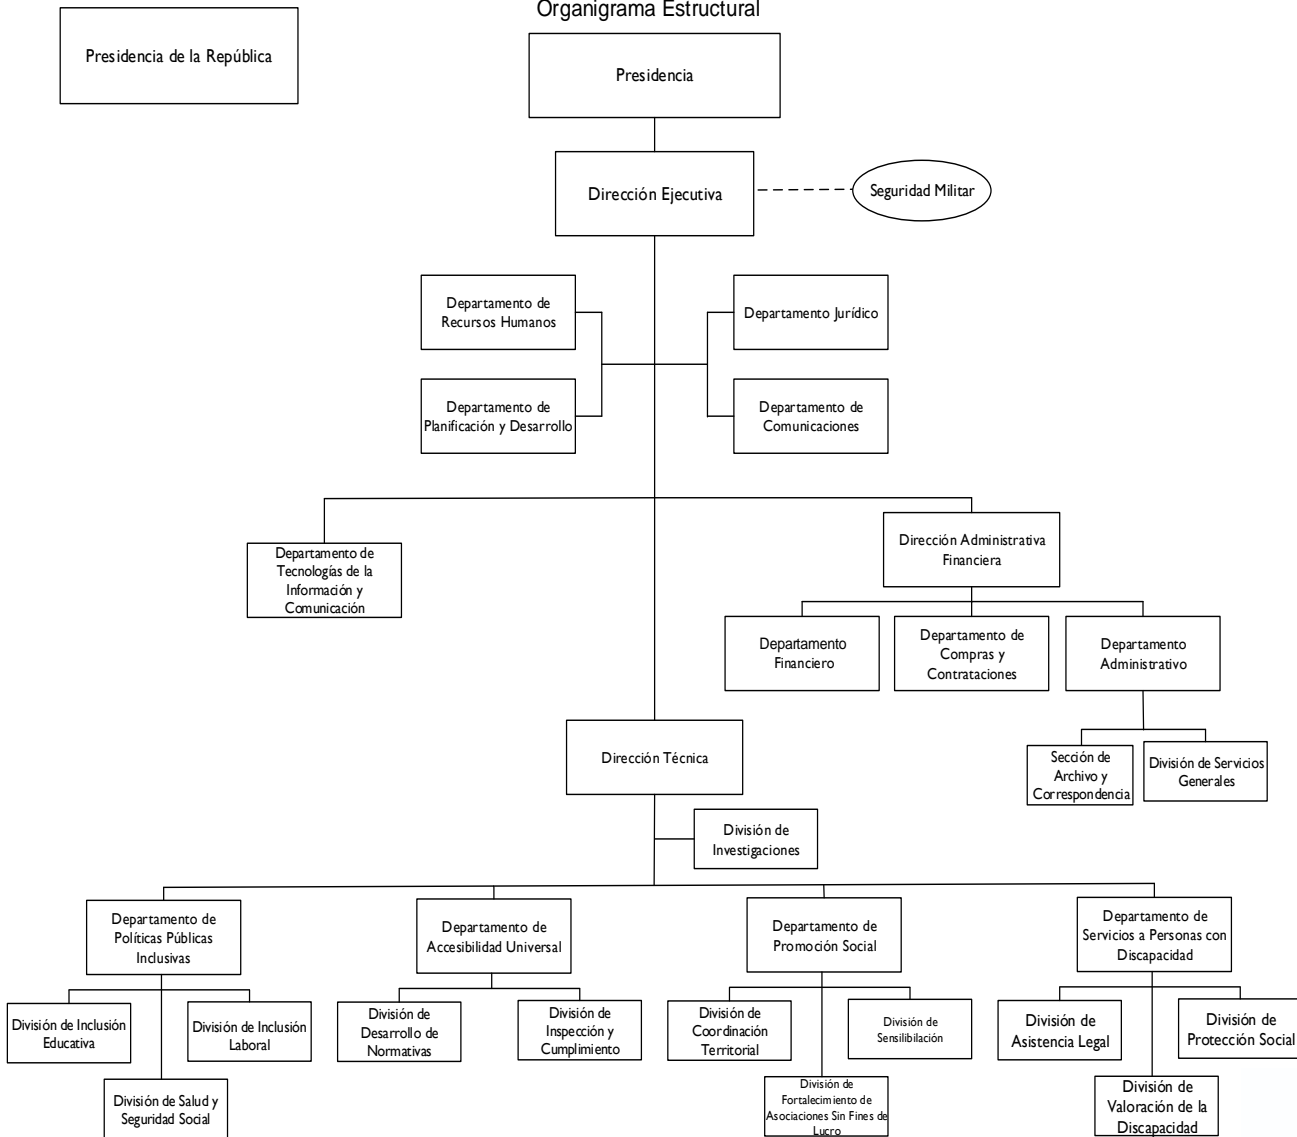 Organigrama Estructural
Presidencia de la República
Presidencia
Dirección Ejecutiva
Seguridad Militar
Departamento de
Recursos Humanos
Departamento Jurídico
Departamento de
Planificación y Desarrollo
Departamento de
Comunicaciones
Departamento de
Tecnologías de la
Información y
Comunicación
Dirección Administrativa
Financiera
Departamento
Financiero
Departamento de
Compras y
Contrataciones
Departamento
Administrativo
Dirección Técnica
Sección de
Archivo y
Correspondencia
División de Servicios
Generales
División de
Investigaciones
Departamento de
Políticas Públicas
Inclusivas
Departamento de
Accesibilidad Universal
Departamento de
Promoción Social
Departamento de
Servicios a Personas con
Discapacidad
División de Inclusión
Educativa
División de Inclusión
Laboral
División de Salud y
Seguridad Social
División de
Desarrollo de
Normativas
División de
Inspección y
Cumplimiento
División de
Coordinación
Territorial
División de
Sensilibilación
División de
Fortalecimiento de
Asociaciones Sin Fines de
Lucro
División de
Asistencia Legal
División de
Protección Social
División de
Valoración de la
Discapacidad